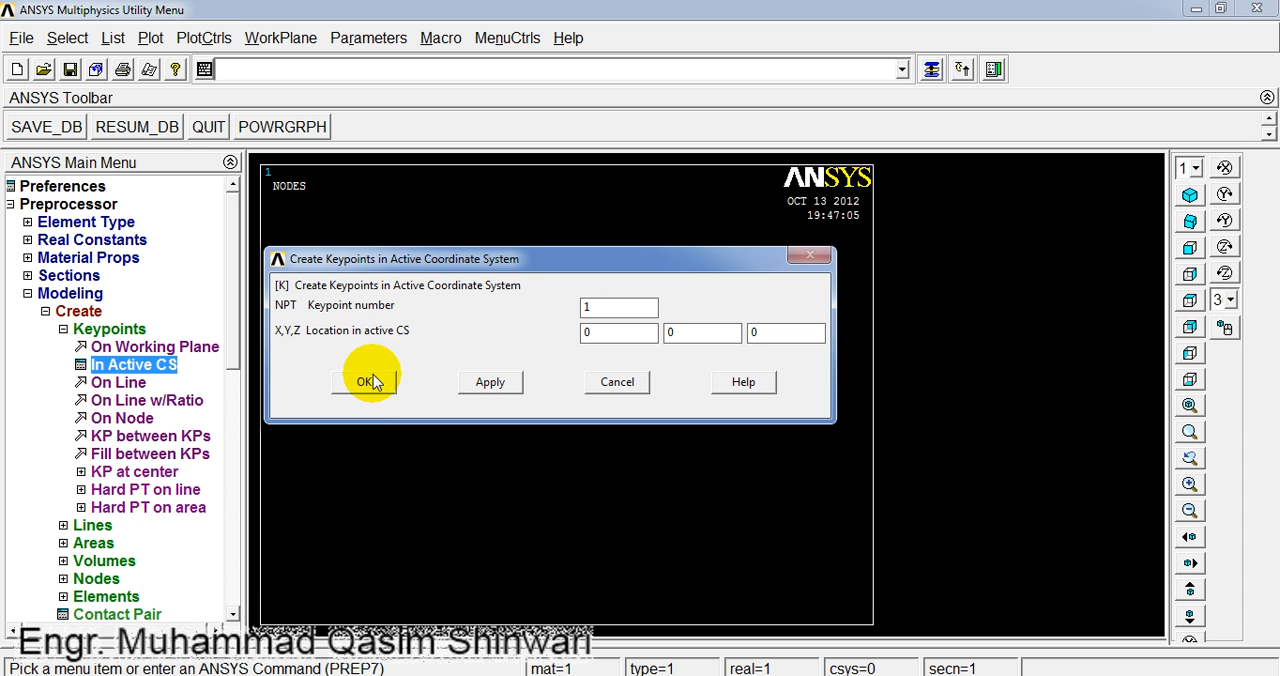 ANSYS Multiphysics Utility Menu
File Select List Plot PlotCtrls WorkPlane Parameters Macro MenuCtrls Help
ANSYS Toolbar
SAVE_DB RESUM_DB QUIT POWRGRPH
ANSYS Main Menu
Preferences
Preprocessor
Element Type
Real Constants
Material Props
Sections
Modeling
Create
Keypoints
On Working Plane
In Active CS
On Line
On Line w/Ratio
On Node
KP between KPs
Fill between KPs
KP at center
Hard PT on line
Hard PT on area
Lines
Areas
Volumes
Nodes
Elements
Contact Pair
1
NODES
ANSYS
OCT 13 2012
19:47:05
Create Keypoints in Active Coordinate System
[K] Create Keypoints in Active Coordinate System
NPT Keypoint number 1
X,Y,Z Location in active CS 0 0 0
OK Apply Cancel Help
1
3
Engr. Muhammad Qasim Shinwari
Pick a menu item or enter an ANSYS Command (PREP7) mat=1 type=1 real=1 csys=0 secn=1